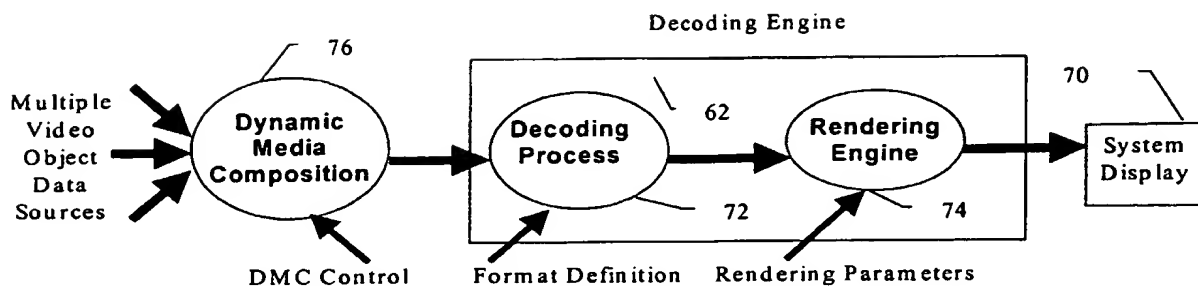 Decoding Engine
76
70
Multiple
Video
Object
Data
Sources
Dynamic
Media
Composition
62
Decoding
Process
Rendering
Engine
System
Display
72
74
DMC Control
Format Definition
Rendering Parameters